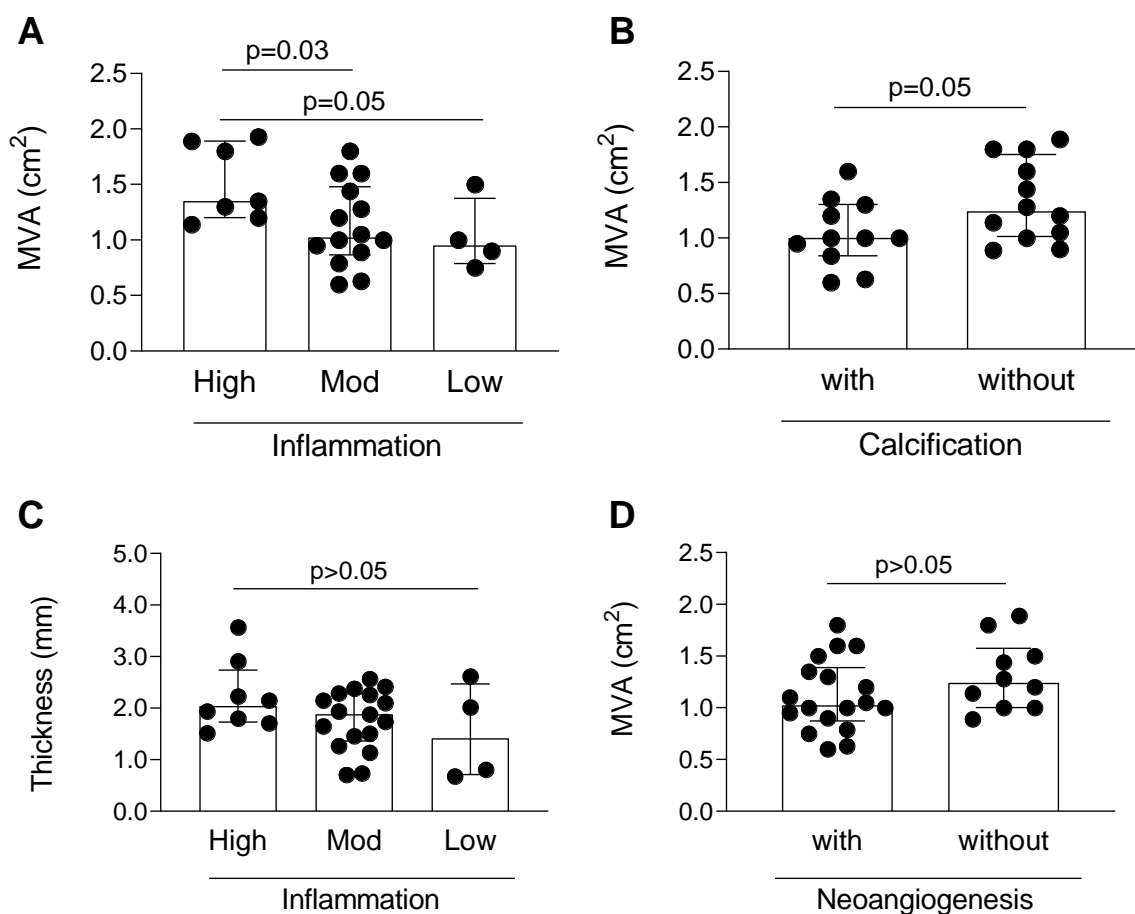 A
p=0.03
p=0.05
MVA (cm²)
2.5
2.0
1.5
1.0
0.5
0.0
High Mod Low
Inflammation
B
p=0.05
MVA (cm²)
2.5
2.0
1.5
1.0
0.5
0.0
with without
Calcification
C
p>0.05
Thickness (mm)
5.0
4.0
3.0
2.0
1.0
0.0
High Mod Low
Inflammation
D
p>0.05
MVA (cm²)
2.5
2.0
1.5
1.0
0.5
0.0
with without
Neoangiogenesis